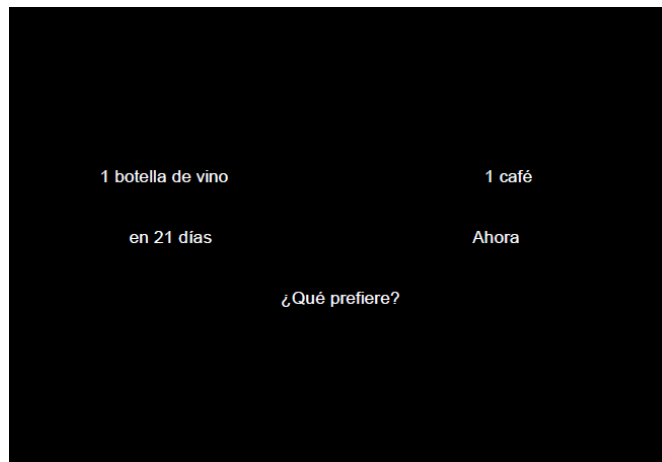 1 botella de vino 1 café
en 21 días Ahora
¿Qué prefiere?